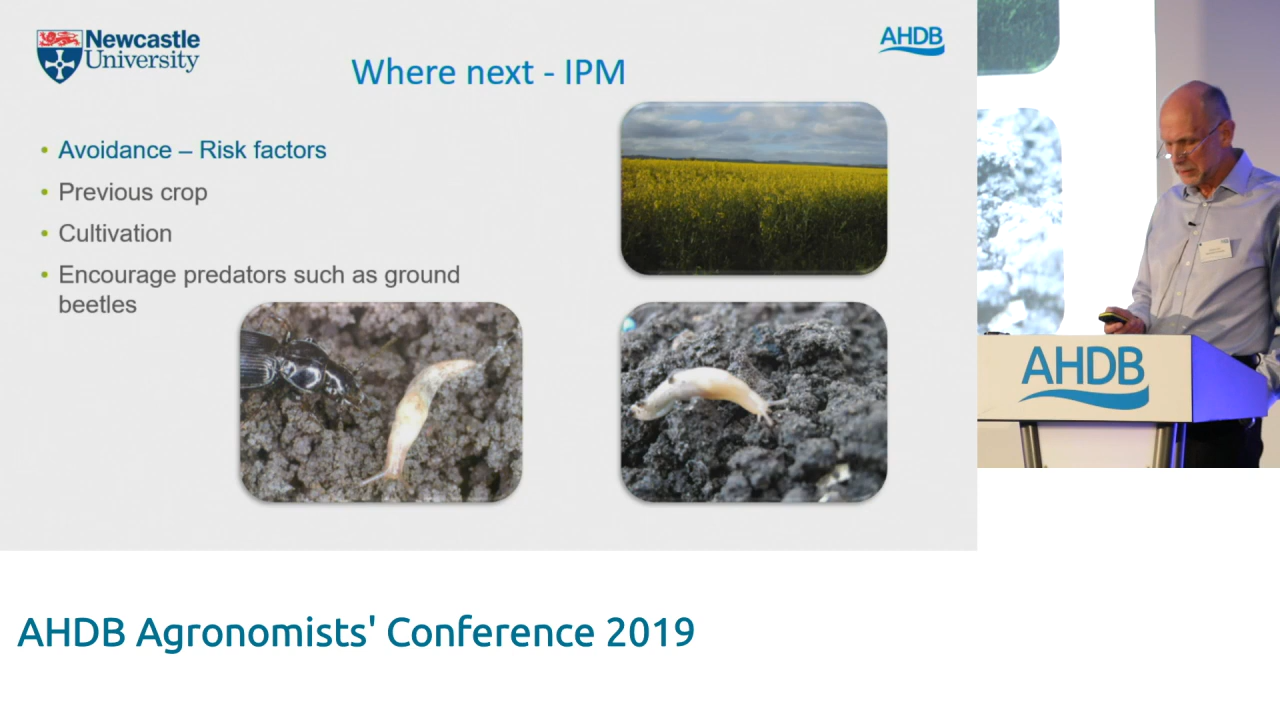 Newcastle
University
AHDB
Where next - IPM
• Avoidance – Risk factors
• Previous crop
• Cultivation
• Encourage predators such as ground
beetles
AHDB
AHDB Agronomists' Conference 2019